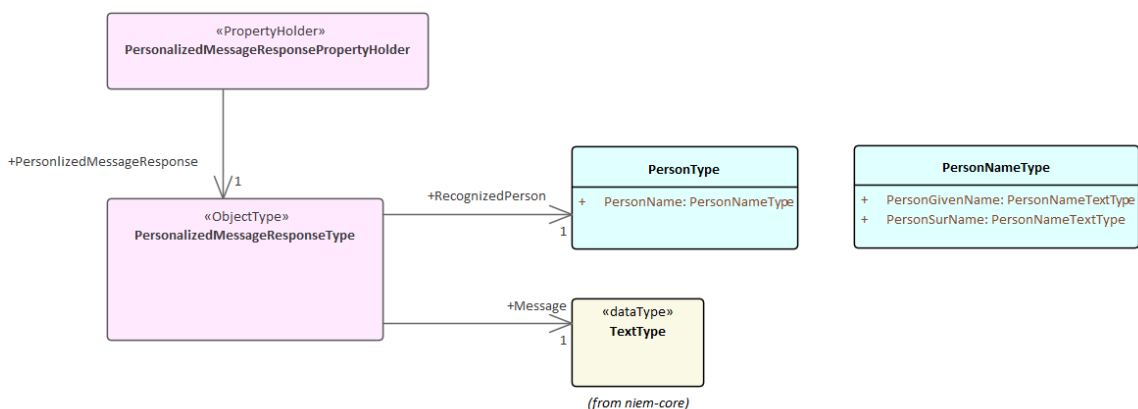 «PropertyHolder»
PersonalizedMessageResponsePropertyHolder
+PersonlizedMessageResponse
1
«ObjectType»
PersonalizedMessageResponseType
+RecognizedPerson
1
PersonType
+ PersonName: PersonNameType
PersonNameType
+ PersonGivenName: PersonNameTextType
+ PersonSurName: PersonNameTextType
+Message
1
«dataType»
TextType
(from niem-core)